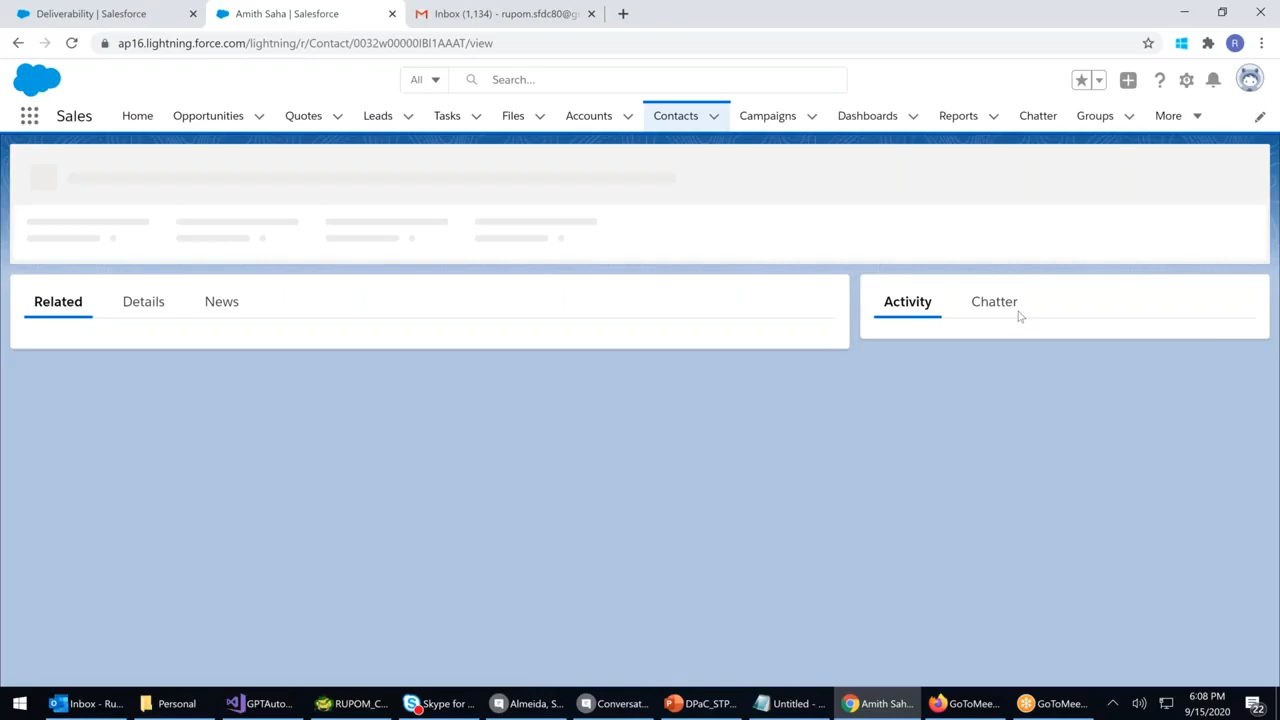 Deliverability | Salesforce
Amith Saha | Salesforce
Inbox (1,134) - rupom.sfdc80@g
ap16.lightning.force.com/lightning/r/Contact/0032w00000IBl1AAAT/view
R
All
Search...
Sales
Home
Opportunities
Quotes
Leads
Tasks
Files
Accounts
Contacts
Campaigns
Dashboards
Reports
Chatter
Groups
More
Related
Details
News
Activity
Chatter
Inbox - Ru...
Personal
GPTAuto...
RUPOM_C...
Skype for ...
Almeida, S...
Conversat...
DPaC_STP...
Untitled - ...
Amith Sah...
GoToMee...
GoToMee...
6:08 PM
9/15/2020
22